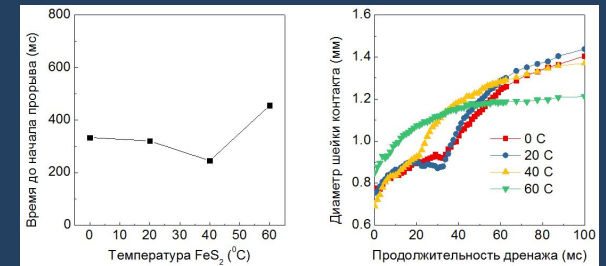 Время до начала прорыва (мс)
800
600
400
200
0
0 10 20 30 40 50 60
Температура FeS₂ (⁰C)
Диаметр шейки контакта (мм)
1.6
1.4
1.2
1.0
0.8
0.6
0 C
20 C
40 C
60 C
0 20 40 60 80 100
Продолжительность дренажа (мс)